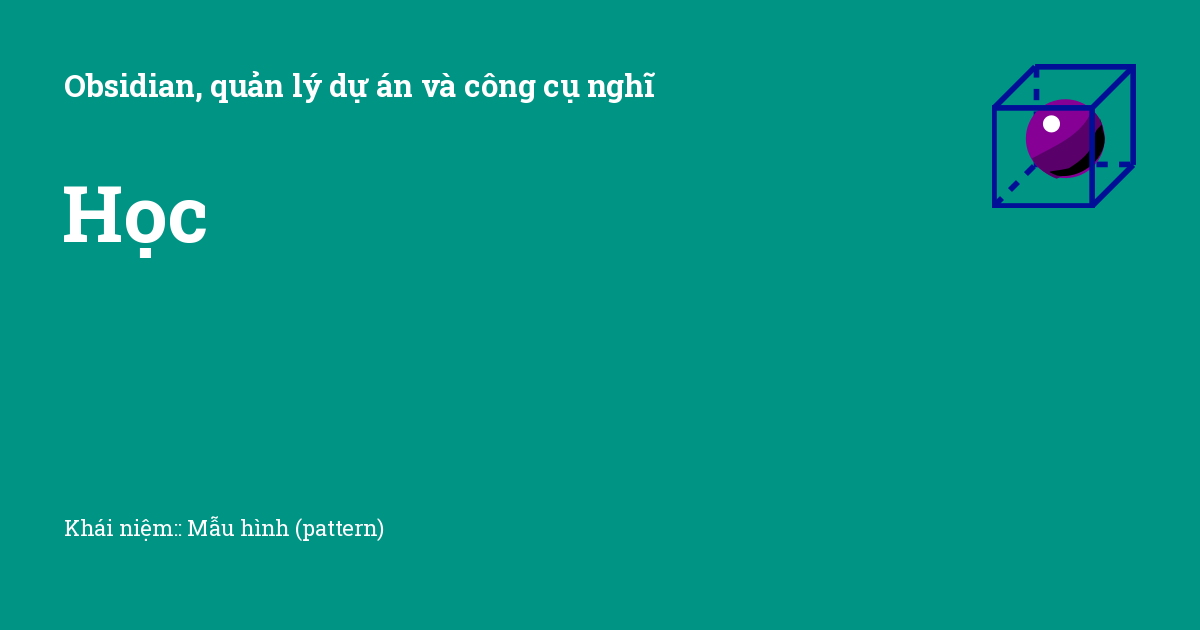 Obsidian, quản lý dự án và công cụ nghĩ
Học
Khái niệm:: Mẫu hình (pattern)